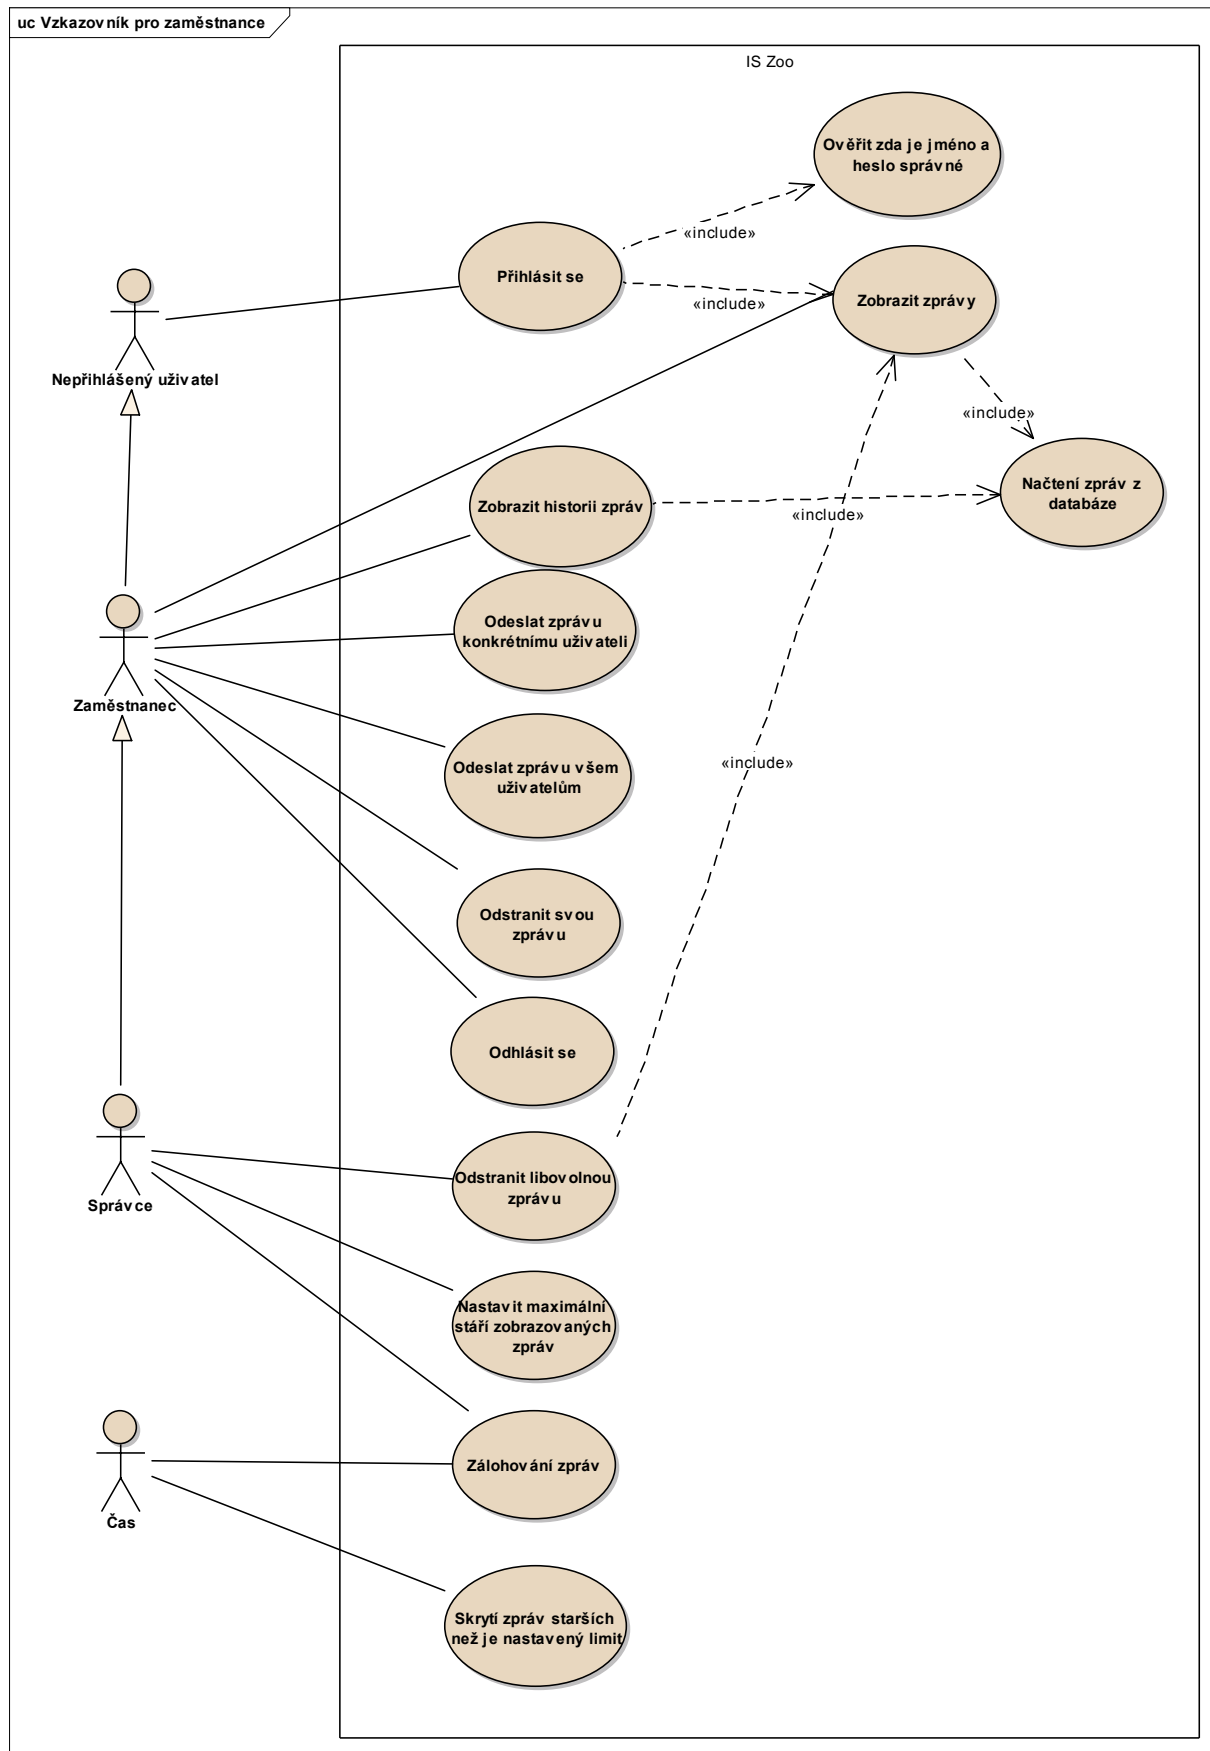 uc Vzkazovník pro zaměstnance
IS Zoo
Ověřit zda je jméno a
heslo správné
«include»
Přihlásit se
«include»
Zobrazit zprávy
Nepřihlášený uživatel
«include»
Zobrazit historii zpráv
«include»
Načtení zpráv z
databáze
Odeslat zprávu
konkrétnímu uživateli
Zaměstnanec
Odeslat zprávu všem
uživatelům
«include»
Odstranit svou
zprávu
Odhlásit se
Odstranit libovolnou
zprávu
Správce
Nastavit maximální
stáří zobrazovaných
zpráv
Zálohování zpráv
Čas
Skrytí zpráv starších
než je nastavený limit